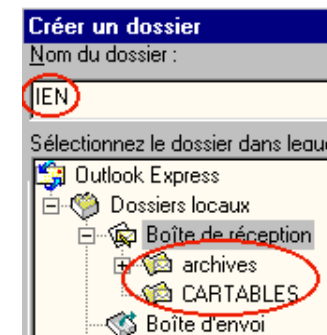 Créer un dossier
Nom du dossier :
IEN
Sélectionnez le dossier dans leque
Outlook Express
Dossiers locaux
Boîte de réception
archives
CARTABLES
Boîte d'envoi